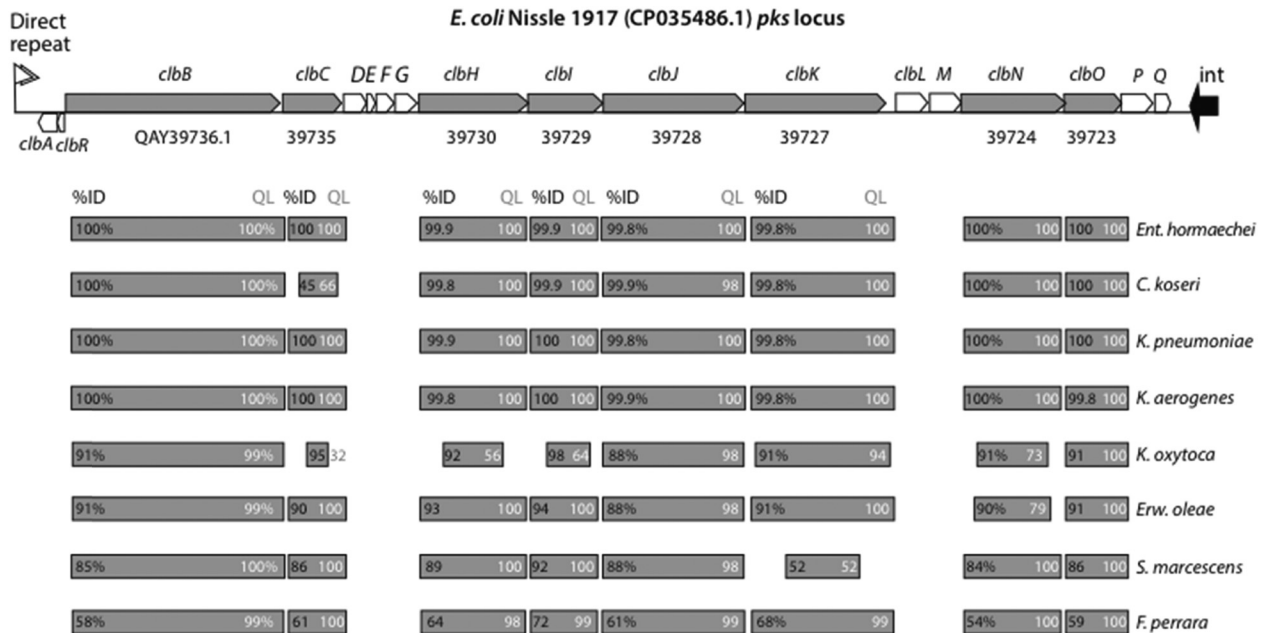 E. coli Nissle 1917 (CP035486.1) pks locus
Direct
repeat
clbB clbC D E F G clbH clbI clbJ clbK clbL M clbN clbO P Q int
clbA clbR QAY39736.1 39735 39730 39729 39728 39727 39724 39723
%ID QL %ID QL %ID QL %ID QL %ID QL %ID QL
100% 100% 100 100 99.9 100 99.9 100 99.8% 100 99.8% 100 100% 100 100 100 Ent. hormaechei
100% 100% 45 66 99.8 100 99.9 100 99.9% 98 99.8% 100 100% 100 100 100 C. koseri
100% 100% 100 100 99.9 100 100 100 99.8% 100 99.8% 100 100% 100 100 100 K. pneumoniae
100% 100% 100 100 99.8 100 100 100 99.9% 100 99.8% 100 100% 100 99.8 100 K. aerogenes
91% 99% 95 32 92 56 98 64 88% 98 91% 94 91% 73 91 100 K. oxytoca
91% 99% 90 100 93 100 94 100 88% 98 91% 100 90% 79 91 100 Erw. oleae
85% 100% 86 100 89 100 92 100 88% 98 52 52 84% 100 86 100 S. marcescens
58% 99% 61 100 64 98 72 99 61% 99 68% 99 54% 100 59 100 F. perrara